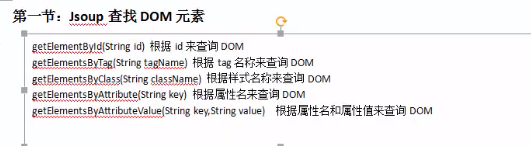 第一节：Jsoup 查找 DOM 元素
getElementById(String id) 根据 id 来查询 DOM
getElementsByTag(String tagName) 根据 tag 名称来查询 DOM
getElementsByClass(String className) 根据样式名称来查询 DOM
getElementsByAttribute(String key) 根据属性名来查询 DOM
getElementsByAttributeValue(String key,String value) 根据属性名和属性值来查询 DOM